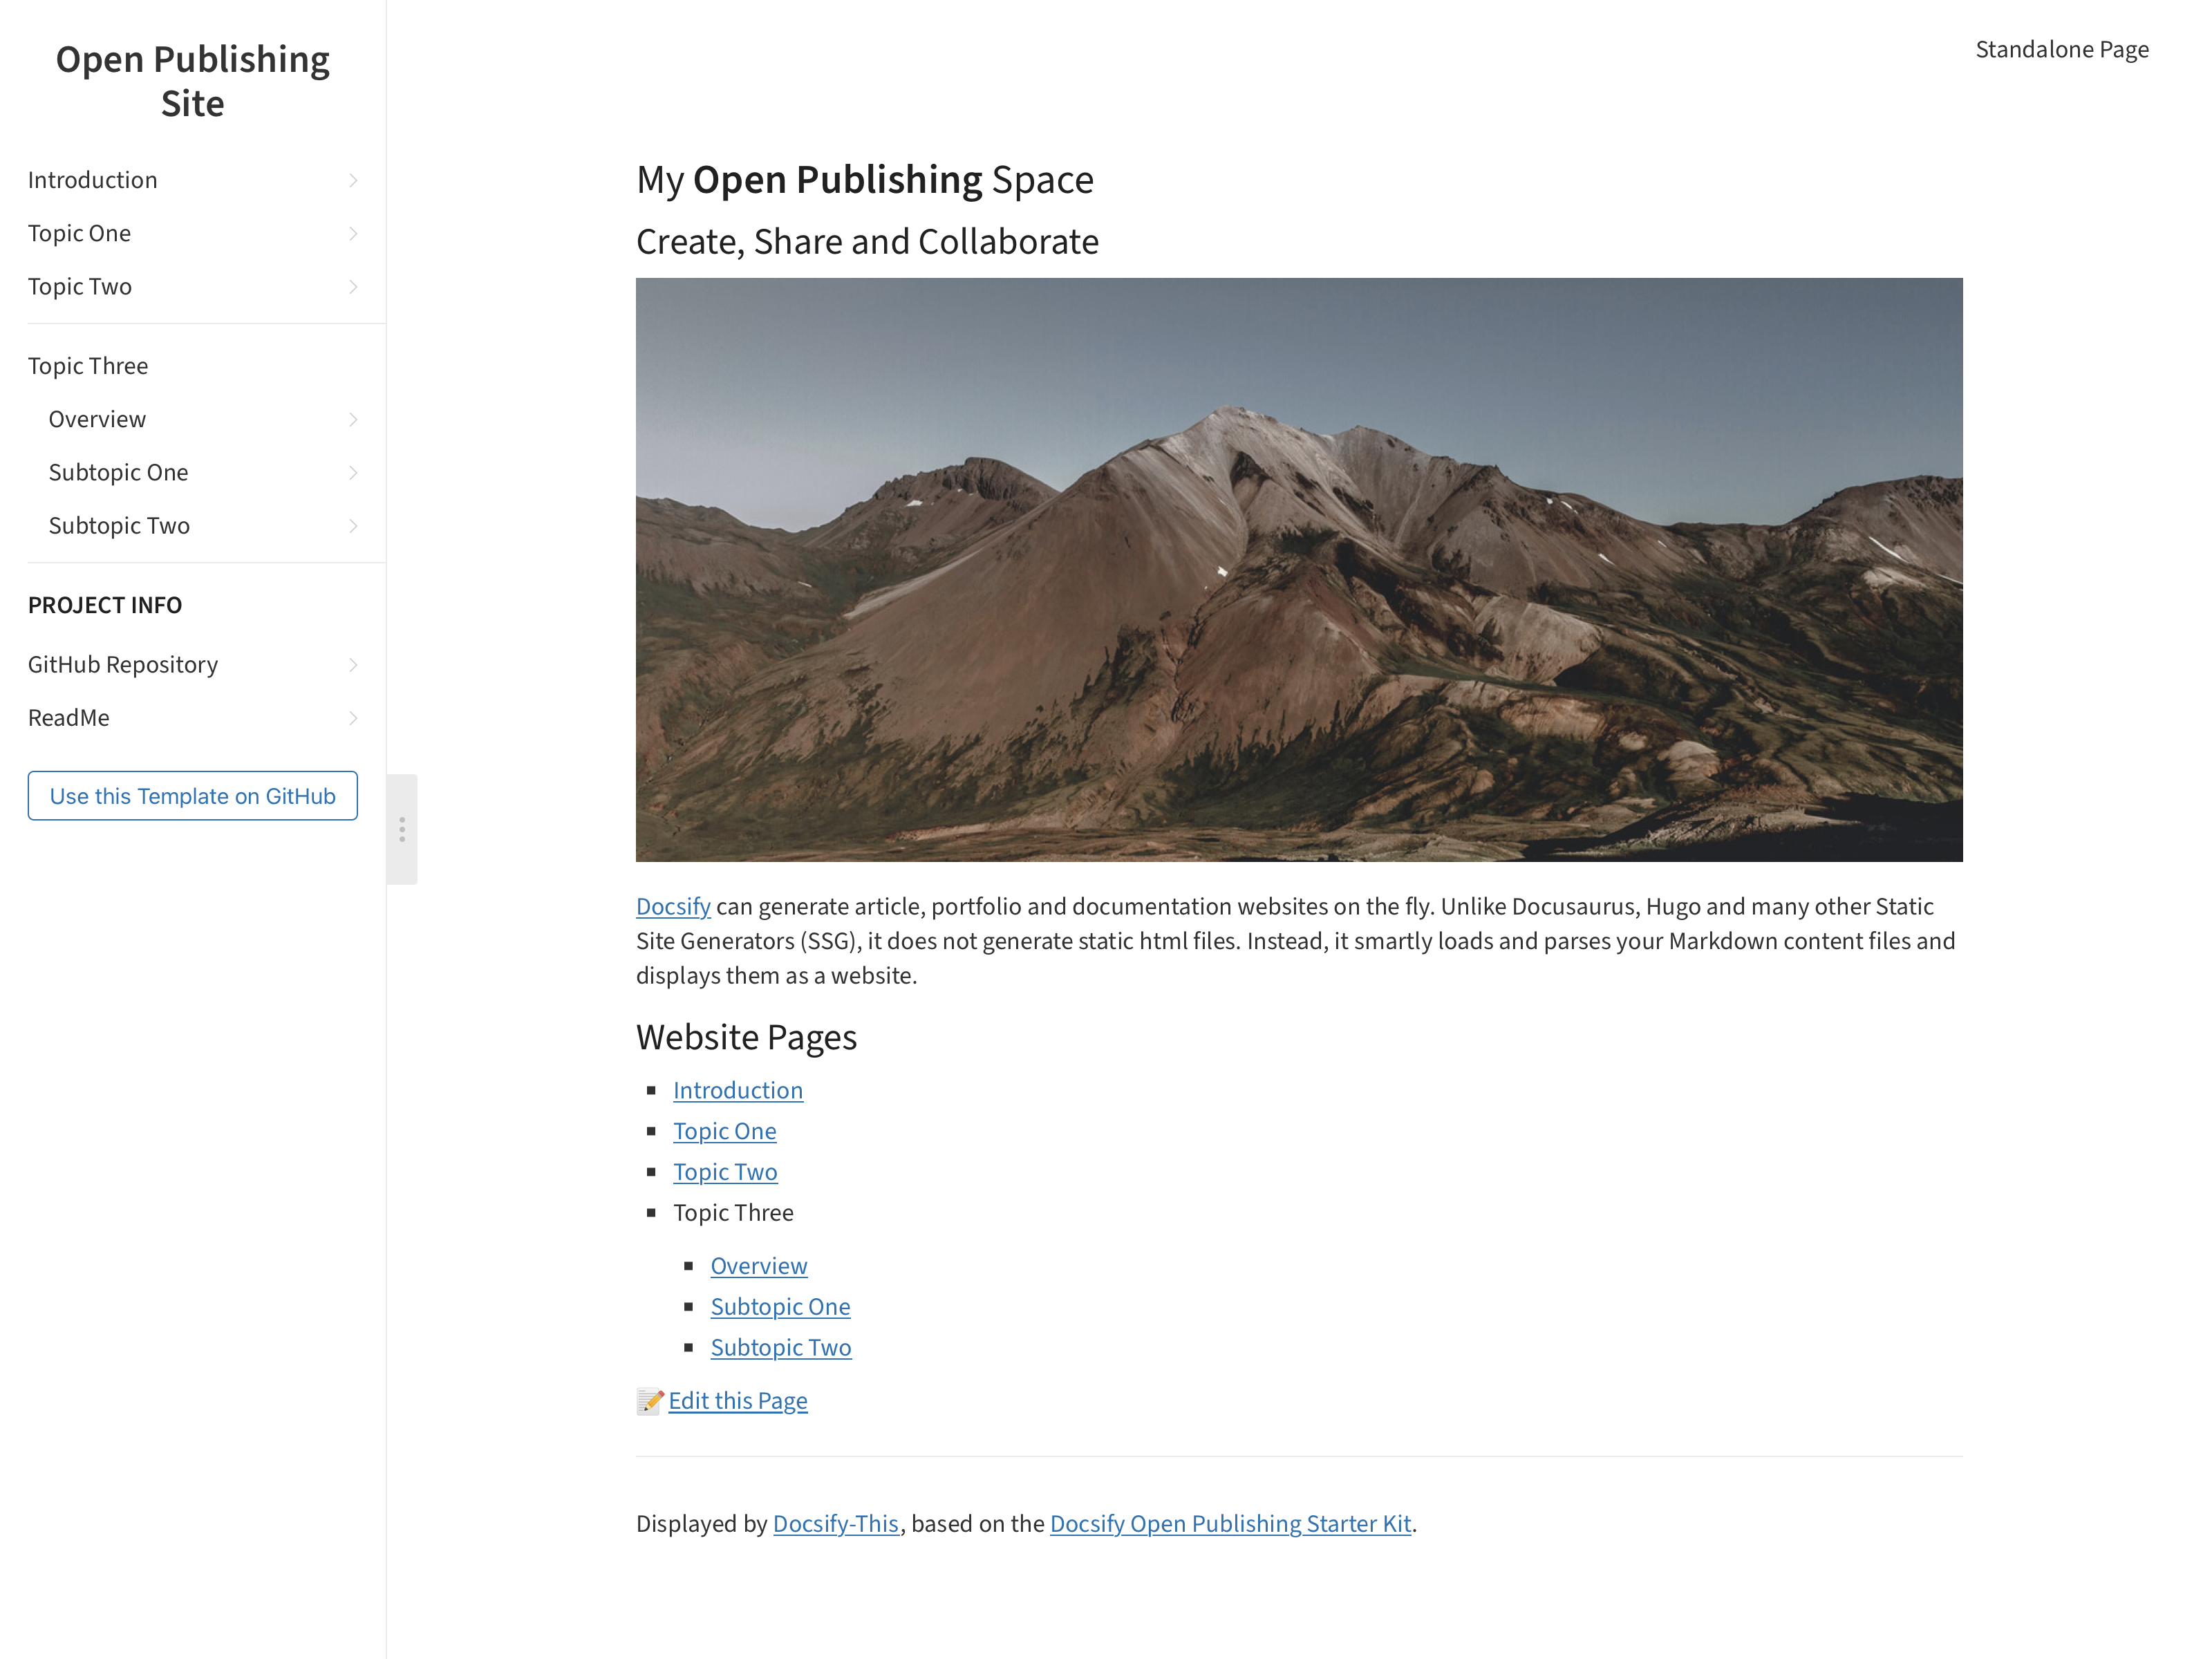 Open Publishing
Site
Introduction
Topic One
Topic Two
Topic Three
Overview
Subtopic One
Subtopic Two
PROJECT INFO
GitHub Repository
ReadMe
Use this Template on GitHub
Standalone Page
My Open Publishing Space
Create, Share and Collaborate
Docsify can generate article, portfolio and documentation websites on the fly. Unlike Docusaurus, Hugo and many other Static
Site Generators (SSG), it does not generate static html files. Instead, it smartly loads and parses your Markdown content files and
displays them as a website.
Website Pages
Introduction
Topic One
Topic Two
Topic Three
Overview
Subtopic One
Subtopic Two
Edit this Page
Displayed by Docsify-This, based on the Docsify Open Publishing Starter Kit.